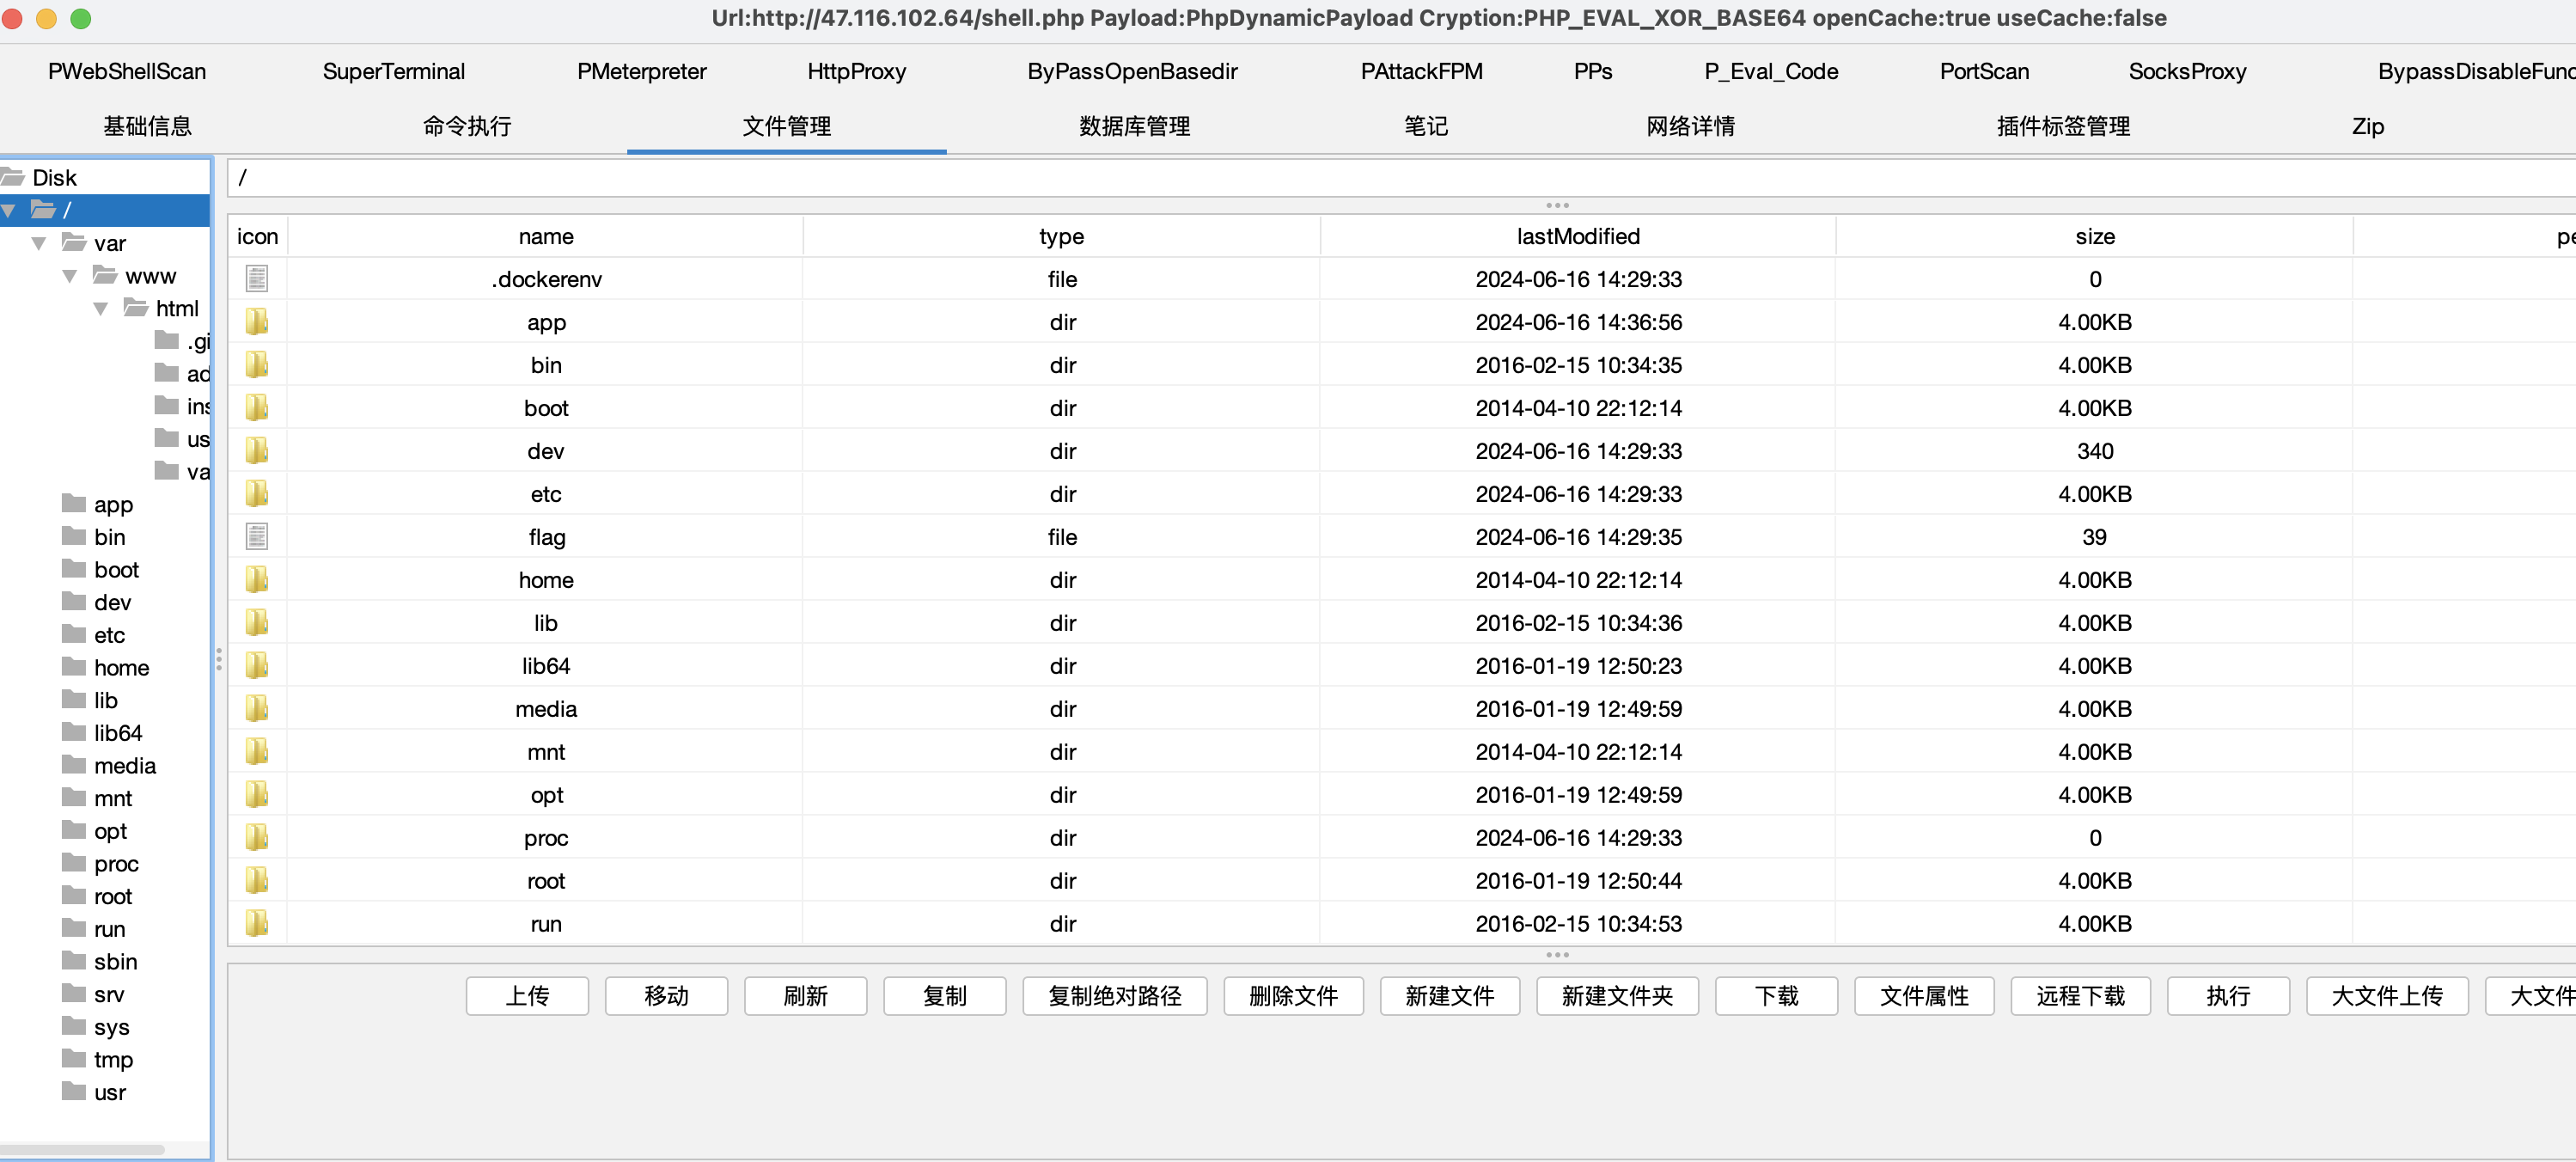 Url:http://47.116.102.64/shell.php Payload:PhpDynamicPayload Cryption:PHP_EVAL_XOR_BASE64 openCache:true useCache:false
PWebShellScan SuperTerminal PMeterpreter HttpProxy ByPassOpenBasedir PAttackFPM PPs P_Eval_Code PortScan SocksProxy BypassDisableFunc
基础信息 命令执行 文件管理 数据库管理 笔记 网络详情 插件标签管理 Zip
Disk
/
var
www
html
.gi
ad
ins
us
va
app
bin
boot
dev
etc
home
lib
lib64
media
mnt
opt
proc
root
run
sbin
srv
sys
tmp
usr
/
icon name type lastModified size pe
.dockerenv file 2024-06-16 14:29:33 0
app dir 2024-06-16 14:36:56 4.00KB
bin dir 2016-02-15 10:34:35 4.00KB
boot dir 2014-04-10 22:12:14 4.00KB
dev dir 2024-06-16 14:29:33 340
etc dir 2024-06-16 14:29:33 4.00KB
flag file 2024-06-16 14:29:35 39
home dir 2014-04-10 22:12:14 4.00KB
lib dir 2016-02-15 10:34:36 4.00KB
lib64 dir 2016-01-19 12:50:23 4.00KB
media dir 2016-01-19 12:49:59 4.00KB
mnt dir 2014-04-10 22:12:14 4.00KB
opt dir 2016-01-19 12:49:59 4.00KB
proc dir 2024-06-16 14:29:33 0
root dir 2016-01-19 12:50:44 4.00KB
run dir 2016-02-15 10:34:53 4.00KB
上传 移动 刷新 复制 复制绝对路径 删除文件 新建文件 新建文件夹 下载 文件属性 远程下载 执行 大文件上传 大文件